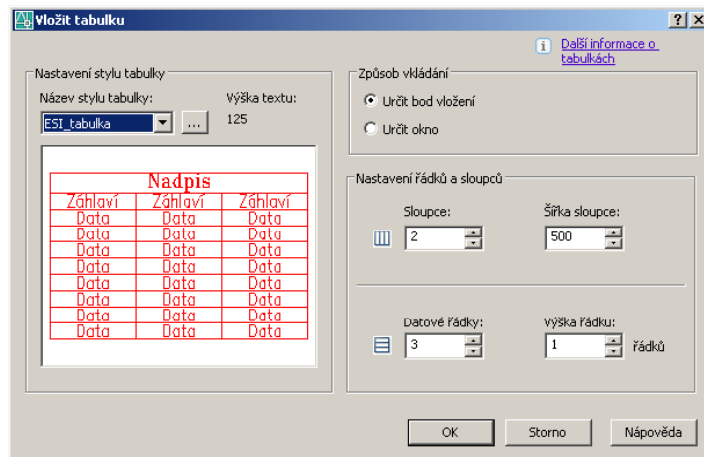 Vložit tabulku
Další informace o
tabulkách
Nastavení stylu tabulky
Název stylu tabulky:
Výška textu:
ESI_tabulka
...
125
Nadpis
Záhlaví Záhlaví Záhlaví
Data Data Data
Data Data Data
Data Data Data
Data Data Data
Data Data Data
Data Data Data
Data Data Data
Data Data Data
Způsob vkládání
Určit bod vložení
Určit okno
Nastavení řádků a sloupců
Sloupce:
Šířka sloupce:
2
500
Datové řádky:
Výška řádku:
3
1
řádků
OK
Storno
Nápověda